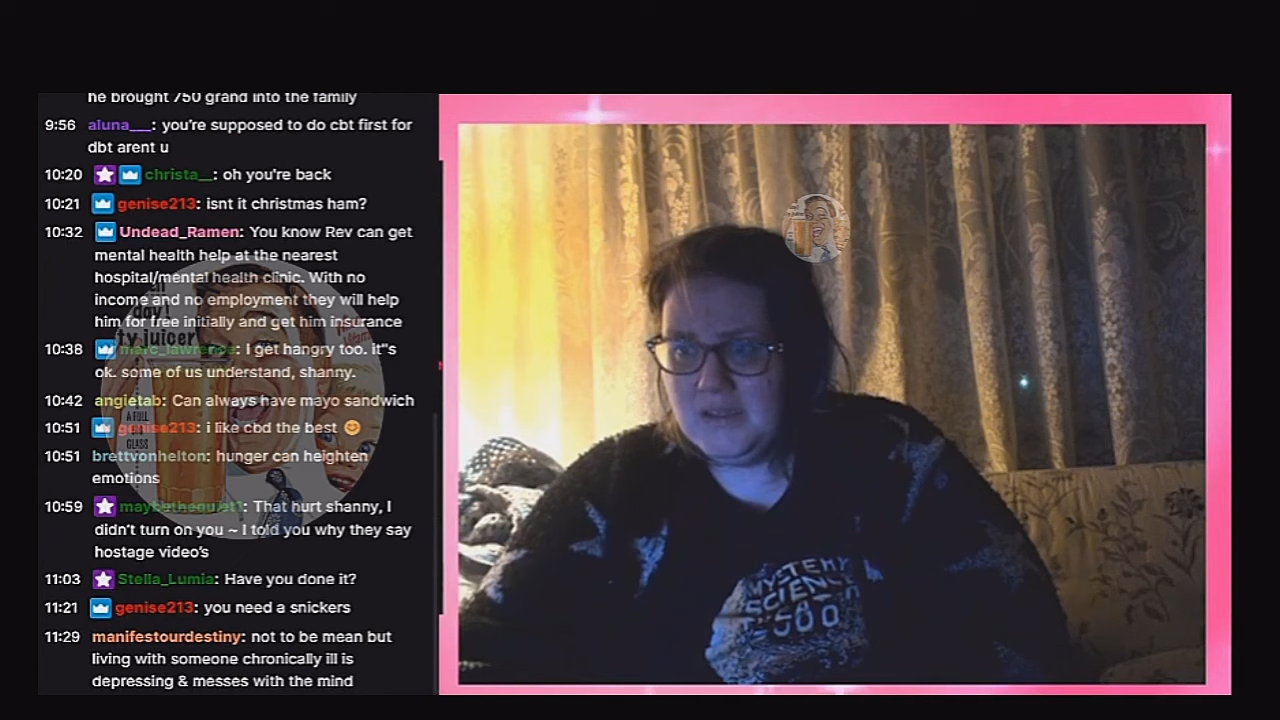 he brought 750 grand into the family
9:56 aluna___: you're supposed to do cbt first for
dbt arent u
10:20 christa__: oh you're back
10:21 genise213: isnt it christmas ham?
10:32 Undead_Ramen: You know Rev can get
mental health help at the nearest
hospital/mental health clinic. With no
income and no employment they will help
him for free initially and get him insurance
10:38 marc_lawrence: I get hangry too. it"s
ok. some of us understand, shanny.
10:42 angietab: Can always have mayo sandwich
10:51 genise213: i like cbd the best
10:51 brettvonhelton: hunger can heighten
emotions
10:59 That hurt shanny, I
didn't turn on you ~ I told you why they say
hostage video's
11:03 Stella_Lumia: Have you done it?
11:21 genise213: you need a snickers
11:29 manifestourdestiny: not to be mean but
living with someone chronically ill is
depressing & messes with the mind
ty juicer
A FULL
GLASS
MYSTERY
SCIENCE